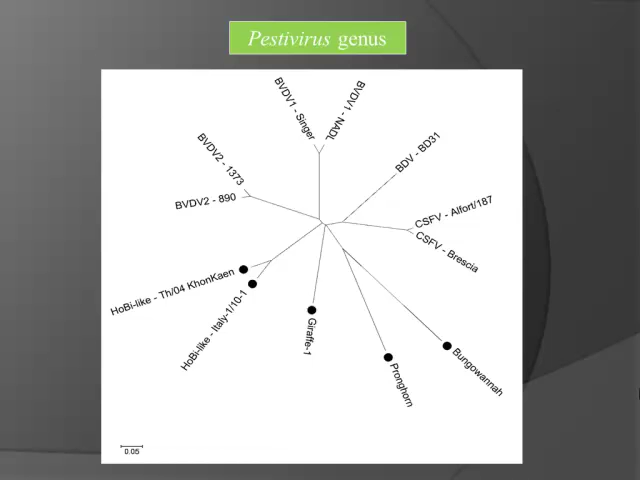 Pestivirus genus
BVDV1 - Singer
BVDV1 - NADL
BVDV2 - 1373
BDV - BD31
BVDV2 - 890
CSFV - Alfort/187
CSFV - Brescia
HoBi-like - Th/04 KhonKaen
HoBi-like - Italy-1/10-1
Giraffe-1
Pronghorn
Bungowannah
0.05